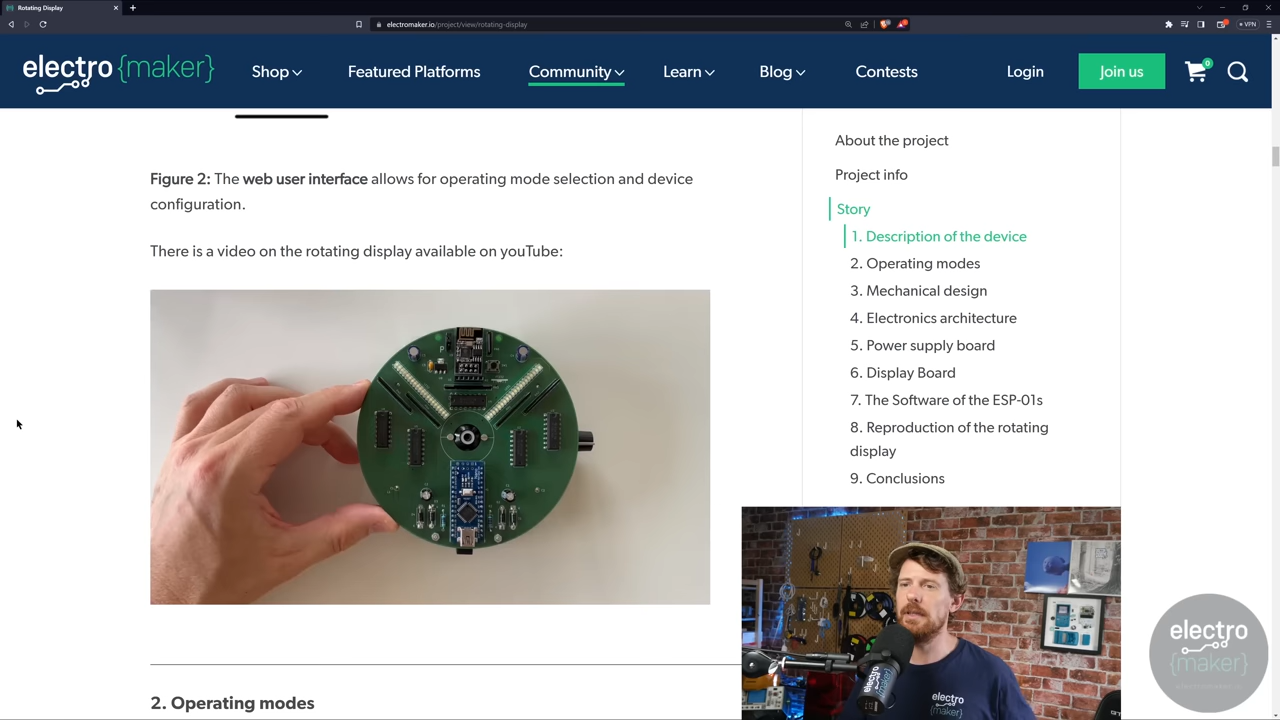 Rotating Display
electromaker.io/project/view/rotating-display
VPN
electro {maker}
Shop
Featured Platforms
Community
Learn
Blog
Contests
Login
Join us
0
Figure 2: The web user interface allows for operating mode selection and device
configuration.
There is a video on the rotating display available on youTube:
2. Operating modes
About the project
Project info
Story
1. Description of the device
2. Operating modes
3. Mechanical design
4. Electronics architecture
5. Power supply board
6. Display Board
7. The Software of the ESP-01s
8. Reproduction of the rotating
display
9. Conclusions
electro
{maker}
electro
{maker}